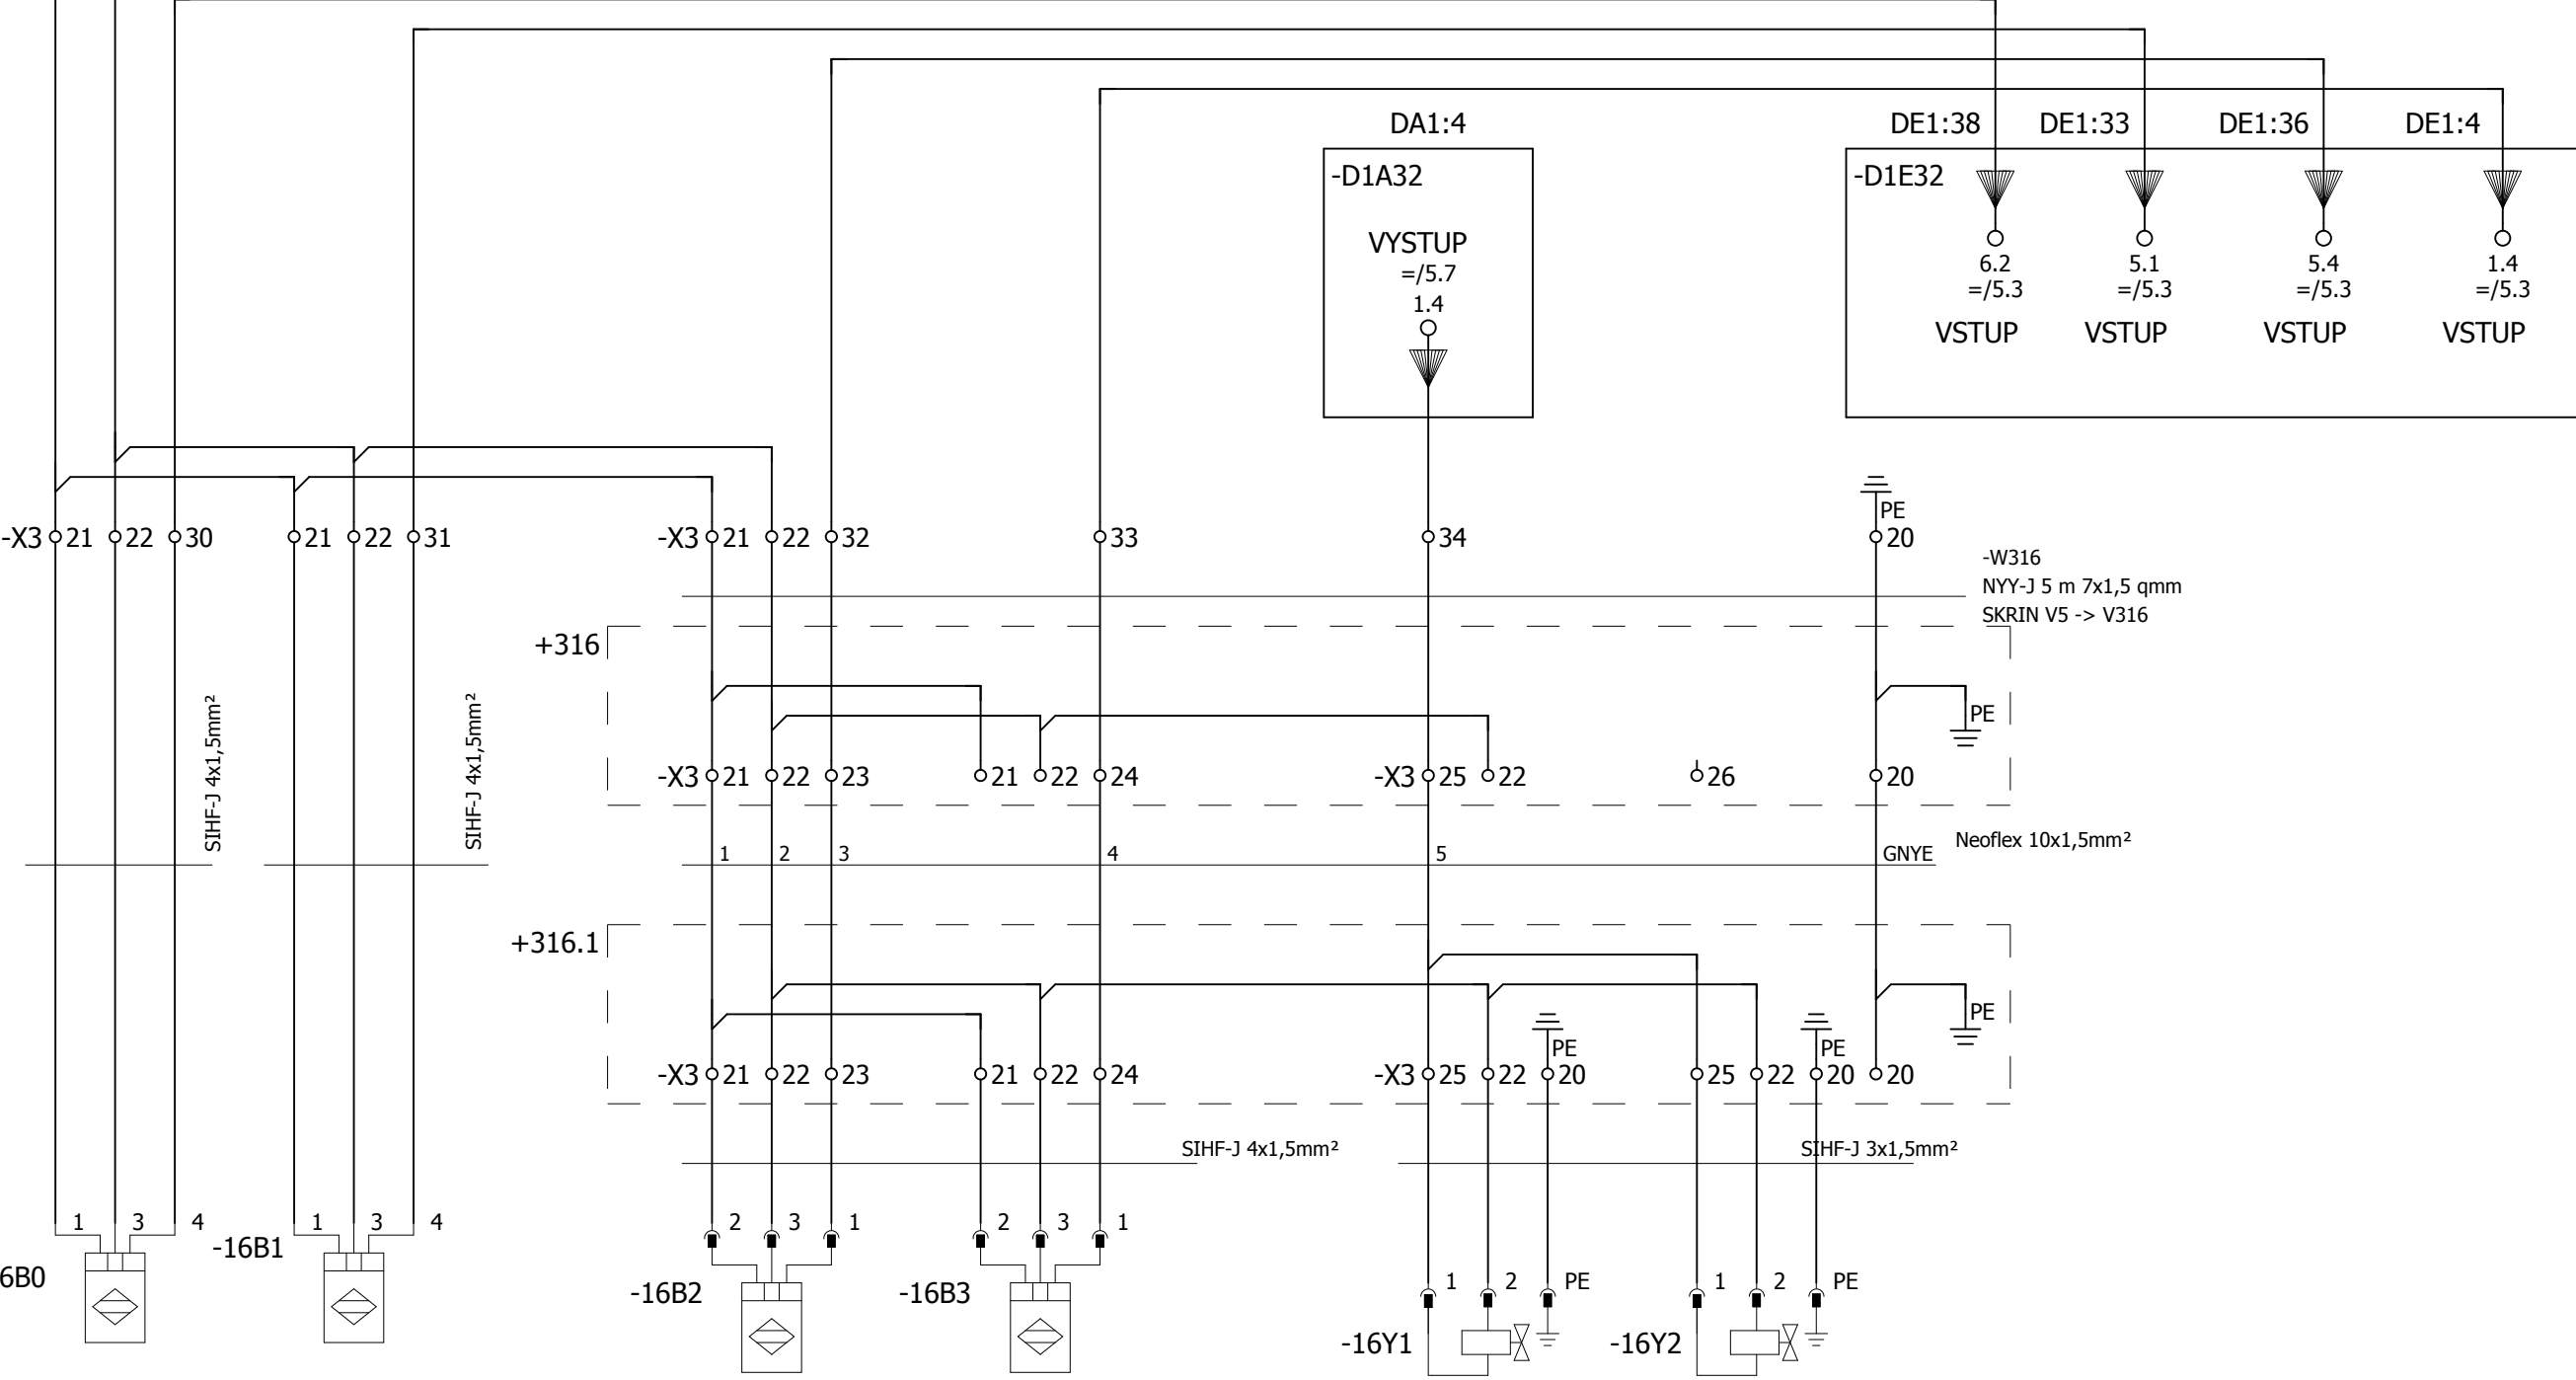 DA1:4
DE1:38 DE1:33 DE1:36 DE1:4
-D1A32
-D1E32
VYSTUP
=/5.7
1.4
6.2 5.1 5.4 1.4
=/5.3 =/5.3 =/5.3 =/5.3
VSTUP VSTUP VSTUP VSTUP
PE
-X3 21 22 30 21 22 31 -X3 21 22 32 33 34 20
-W316
NYY-J 5 m 7x1,5 qmm
SKRIN V5 -> V316
+316
SIHF-J 4x1,5mm²
SIHF-J 4x1,5mm²
PE
-X3 21 22 23 21 22 24 -X3 25 22 26 20
Neoflex 10x1,5mm²
1 2 3 4 5 GNYE
+316.1
PE
PE PE
-X3 21 22 23 21 22 24 -X3 25 22 20 25 22 20 20
SIHF-J 4x1,5mm² SIHF-J 3x1,5mm²
1 3 4 1 3 4 2 3 1 2 3 1
-16B1
6B0
-16B2 -16B3
1 2 PE 1 2 PE
-16Y1 -16Y2